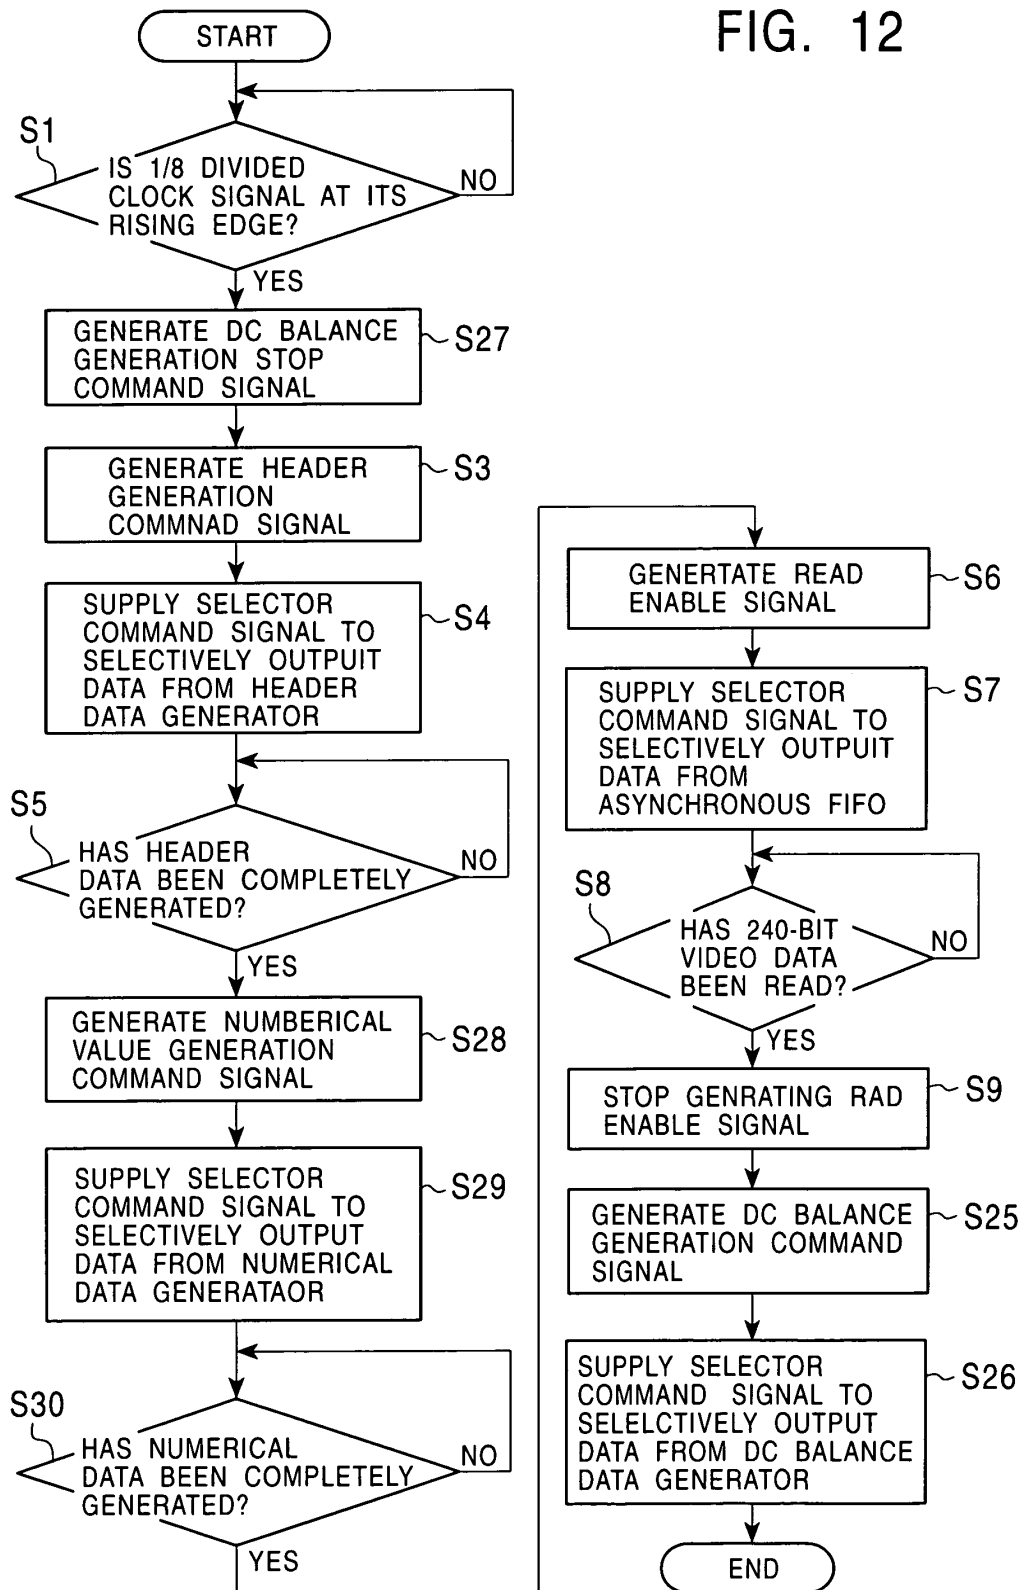 FIG. 12
START
S1
IS 1/8 DIVIDED
CLOCK SIGNAL AT ITS
RISING EDGE?
NO
YES
GENERATE DC BALANCE
GENERATION STOP
COMMAND SIGNAL
S27
GENERATE HEADER
GENERATION
COMMNAD SIGNAL
S3
SUPPLY SELECTOR
COMMAND SIGNAL TO
SELECTIVELY OUTPUIT
DATA FROM HEADER
DATA GENERATOR
S4
S5
HAS HEADER
DATA BEEN COMPLETELY
GENERATED?
NO
YES
GENERATE NUMBERICAL
VALUE GENERATION
COMMAND SIGNAL
S28
SUPPLY SELECTOR
COMMAND SIGNAL TO
SELECTIVELY OUTPUT
DATA FROM NUMERICAL
DATA GENERATAOR
S29
S30
HAS NUMERICAL
DATA BEEN COMPLETELY
GENERATED?
NO
YES
GENERTATE READ
ENABLE SIGNAL
S6
SUPPLY SELECTOR
COMMAND SIGNAL TO
SELECTIVELY OUTPUIT
DATA FROM
ASYNCHRONOUS FIFO
S7
S8
HAS 240-BIT
VIDEO DATA
BEEN READ?
NO
YES
STOP GENRATING RAD
ENABLE SIGNAL
S9
GENERATE DC BALANCE
GENERATION COMMAND
SIGNAL
S25
SUPPLY SELECTOR
COMMAND SIGNAL TO
SELELCTIVELY OUTPUT
DATA FROM DC BALANCE
DATA GENERATOR
S26
END